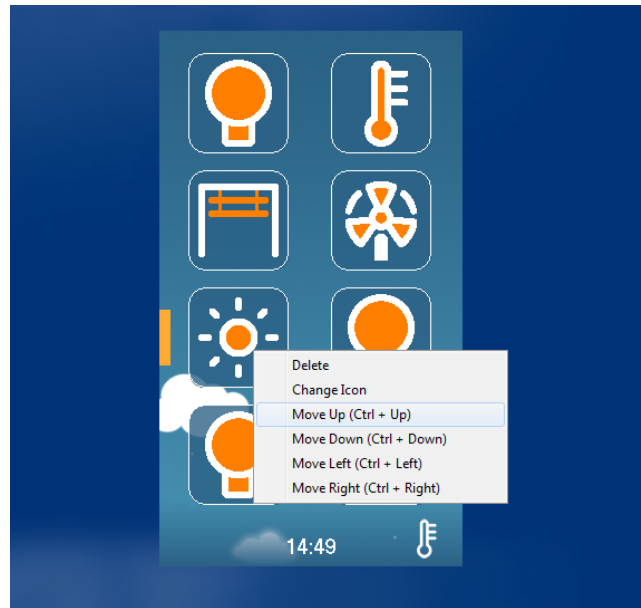 Delete
Change Icon
Move Up (Ctrl + Up)
Move Down (Ctrl + Down)
Move Left (Ctrl + Left)
Move Right (Ctrl + Right)
14:49